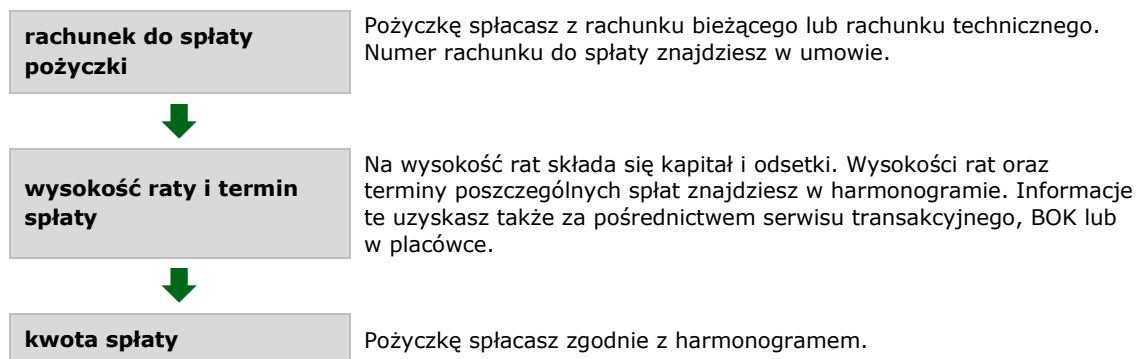 rachunek do spłaty
pożyczki
Pożyczkę spłacasz z rachunku bieżącego lub rachunku technicznego.
Numer rachunku do spłaty znajdziesz w umowie.
wysokość raty i termin
spłaty
Na wysokość rat składa się kapitał i odsetki. Wysokości rat oraz
terminy poszczególnych spłat znajdziesz w harmonogramie. Informacje
te uzyskasz także za pośrednictwem serwisu transakcyjnego, BOK lub
w placówce.
kwota spłaty
Pożyczkę spłacasz zgodnie z harmonogramem.